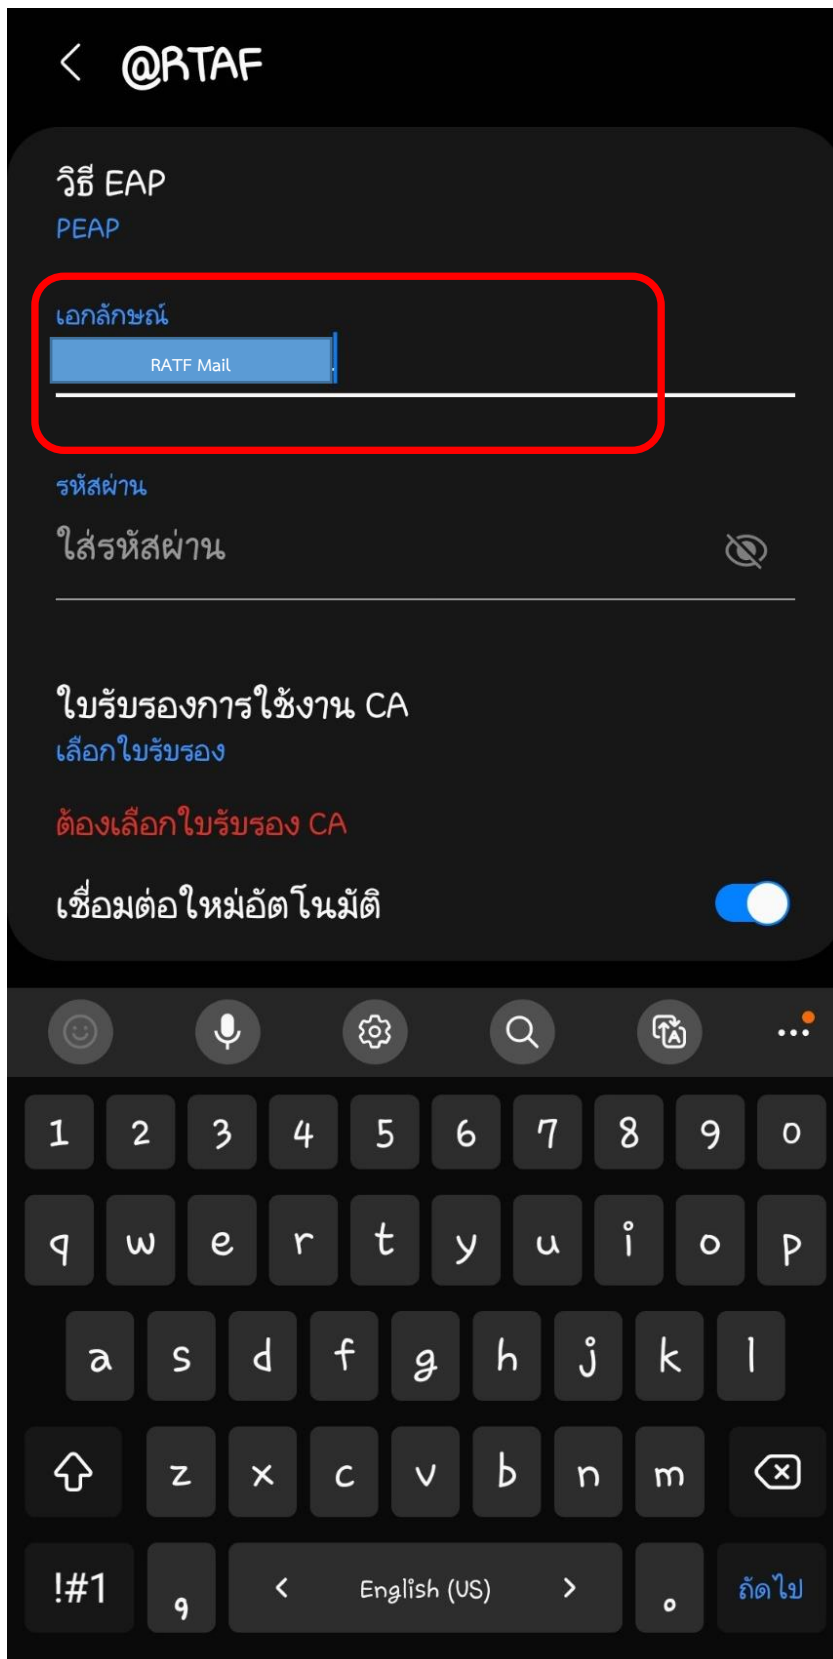 @RTAF
วิธี EAP
PEAP
เอกลักษณ์
RATF Mail
รหัสผ่าน
ใส่รหัสผ่าน
ใบรับรองการใช้งาน CA
เลือกใบรับรอง
ต้องเลือกใบรับรอง CA
เชื่อมต่อใหม่อัตโนมัติ
1 2 3 4 5 6 7 8 9 0
q w e r t y u i o p
a s d f g h j k l
z x c v b n m
!#1 , < English (US) > . ถัดไป